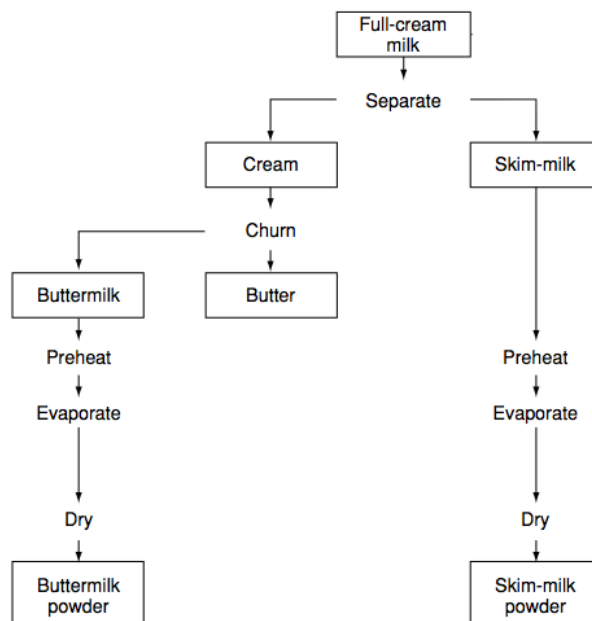 Full-cream
milk
Separate
Cream
Skim-milk
Churn
Buttermilk
Butter
Preheat
Preheat
Evaporate
Evaporate
Dry
Dry
Buttermilk
powder
Skim-milk
powder